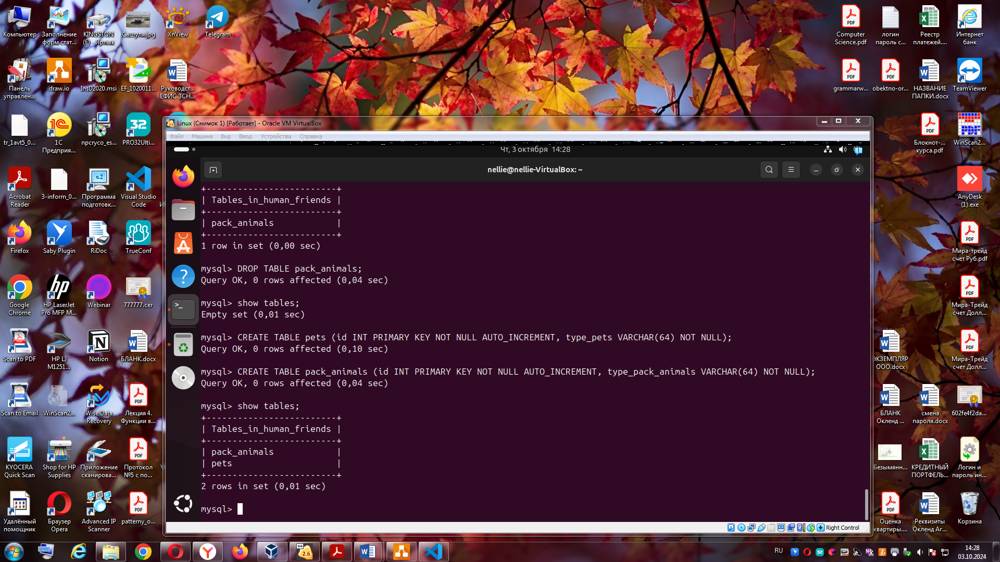 Компьютер
Заполнение форм стат...
KINGSTON (E) - Ярлык
Сашуля.jpg
XnView
Telegram
Computer Science.pdf
логин пароль с...
Реестр платежей....
Интернет банк
Панель управлен...
draw.io
InsD2020.msi
EF_1020011...
Руководст... ЕФИС ЗСН...
grammarw...
obektno-or...
НАЗВАНИЕ ПАПКИ.docx
TeamViewer
tr_1avt5_0...
1С Предприя...
npcryco_es...
PRO32Ulti...
Блокнот-... курса.pdf
WinScan2...
Acrobat Reader
3-inform_0...
Программа подготовк...
Visual Studio Code
AnyDesk (1).exe
Firefox
Saby Plugin
RiDoc
TrueConf
Мира-трейд счет Руб.pdf
Google Chrome
HP LaserJet Pro MFP M...
Webinar
777777.cer
Мира-Трейд счет Долл...
Scan to PDF
HP LJ M1251...
Notion
БЛАНК.docx
ЭКЗЕМПЛЯР ООО.docx
Мира-Трейд счет Долл...
Scan to Email
WinScan2...
Wise Data Recovery
Лекция 4. Функции в...
БЛАНК Окленд ...
смена пароля.docx
602fe4f2da...
KYOCERA Quick Scan
Shop for HP Supplies
Приложение сканирова...
Протокол №5 с по...
Безымянн...
КРЕДИТНЫЙ ПОРТФЕЛЬ...
Логин и пароль ин...
Удалённый помощник
Браузер Opera
Advanced IP Scanner
patterny_o...
Оценка квартиры....
Реквизиты Окленд Аг...
Корзина
Linux (Снимок 1) [Работает] - Oracle VM VirtualBox
Файл Машина Вид Ввод Устройства Справка
Чт, 3 октября 14:28
nellie@nellie-VirtualBox: ~
+--------------------------+
| Tables_in_human_friends |
+--------------------------+
| pack_animals |
+--------------------------+
1 row in set (0,00 sec)
mysql> DROP TABLE pack_animals;
Query OK, 0 rows affected (0,04 sec)
mysql> show tables;
Empty set (0,01 sec)
mysql> CREATE TABLE pets (id INT PRIMARY KEY NOT NULL AUTO_INCREMENT, type_pets VARCHAR(64) NOT NULL);
Query OK, 0 rows affected (0,10 sec)
mysql> CREATE TABLE pack_animals (id INT PRIMARY KEY NOT NULL AUTO_INCREMENT, type_pack_animals VARCHAR(64) NOT NULL);
Query OK, 0 rows affected (0,04 sec)
mysql> show tables;
+--------------------------+
| Tables_in_human_friends |
+--------------------------+
| pack_animals |
| pets |
+--------------------------+
2 rows in set (0,01 sec)
mysql>
Right Control
RU
14:28
03.10.2024